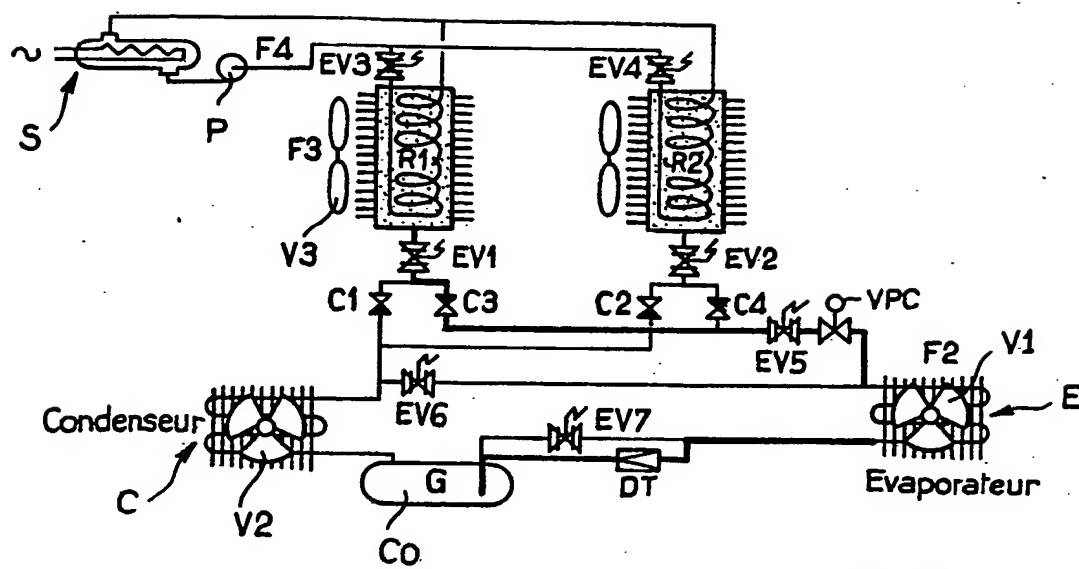 S
P
F4
EV3
EV4
F3
R1
R2
V3
EV1
EV2
C1
C3
C2
C4
VPC
EV5
F2
V1
E
EV6
EV7
Condenseur
C
V2
G
Co
DT
Evaporateur